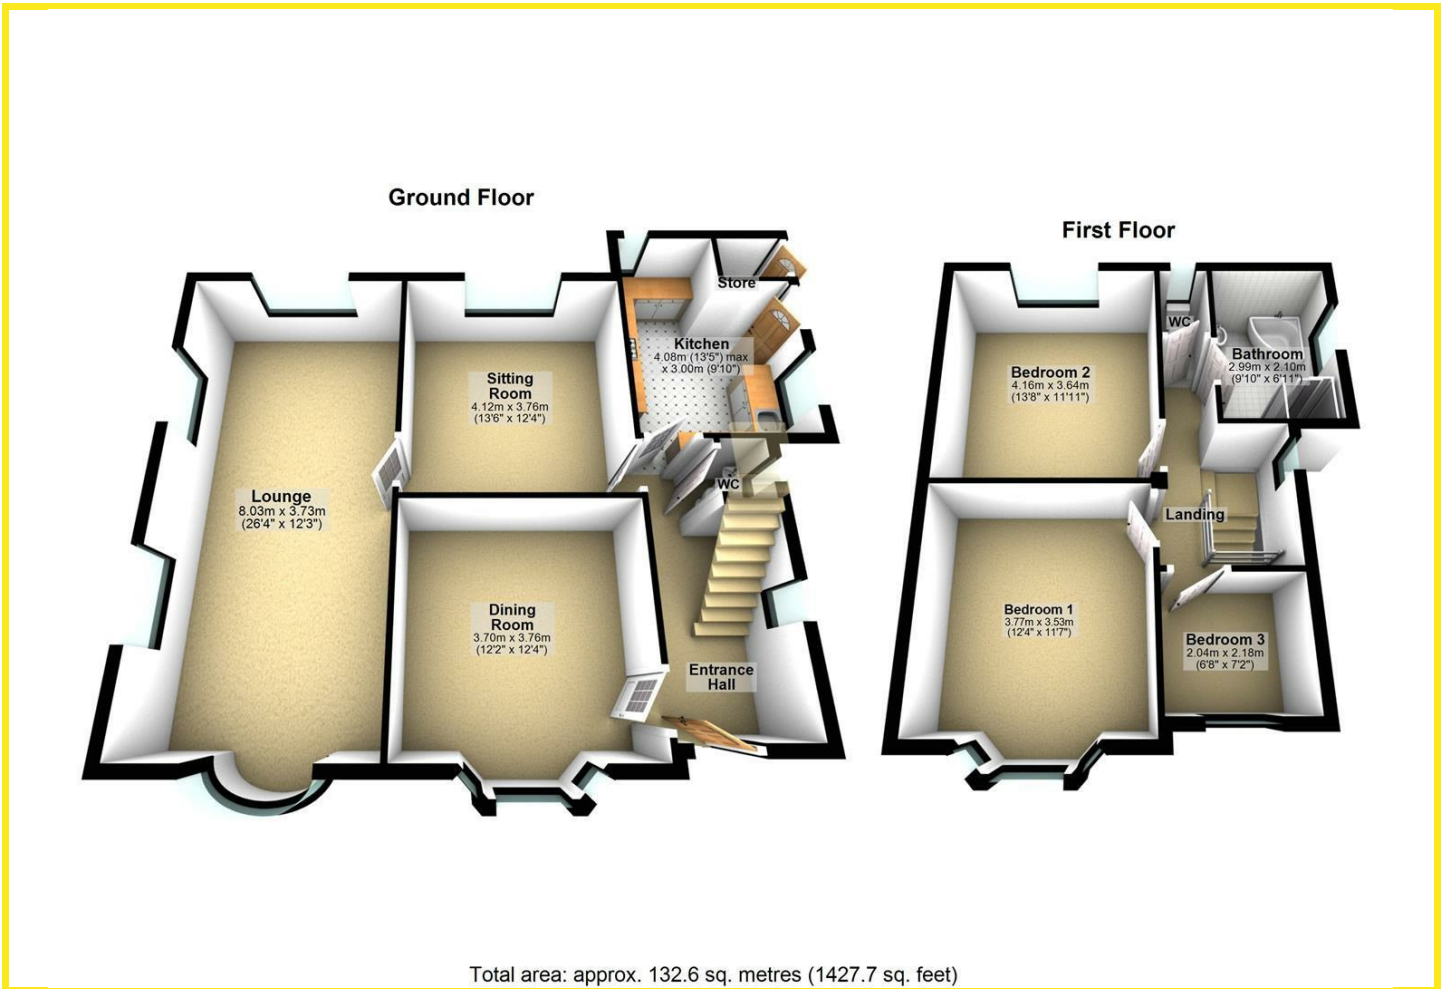 Ground Floor
First Floor
Store
Kitchen
4.08m (13'5") max
x 3.00m (9'10")
Sitting
Room
4.12m x 3.76m
(13'6" x 12'4")
Lounge
8.03m x 3.73m
(26'4" x 12'3")
WC
Dining
Room
3.70m x 3.76m
(12'2" x 12'4")
Entrance
Hall
WC
Bathroom
2.99m x 2.10m
(9'10" x 6'11")
Bedroom 2
4.16m x 3.64m
(13'8" x 11'11")
Landing
Bedroom 1
3.77m x 3.53m
(12'4" x 11'7")
Bedroom 3
2.04m x 2.18m
(6'8" x 7'2")
Total area: approx. 132.6 sq. metres (1427.7 sq. feet)